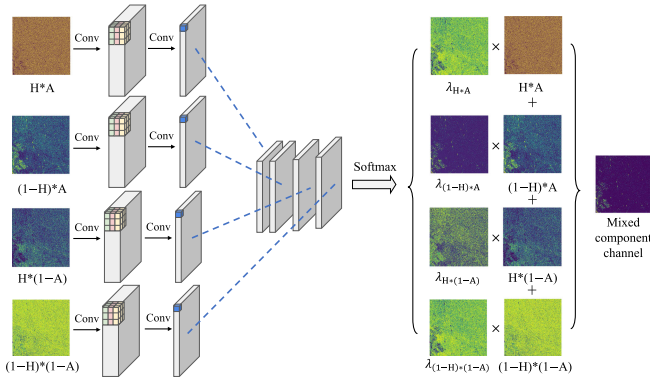 Conv
Conv
H*A
Conv
Conv
(1−H)*A
Conv
Conv
H*(1−A)
Conv
Conv
(1−H)*(1−A)
Softmax
×
λH*A
H*A
+
×
λ(1−H)*A
(1−H)*A
+
×
λH*(1−A)
H*(1−A)
+
×
λ(1−H)*(1−A)
(1−H)*(1−A)
Mixed
component
channel